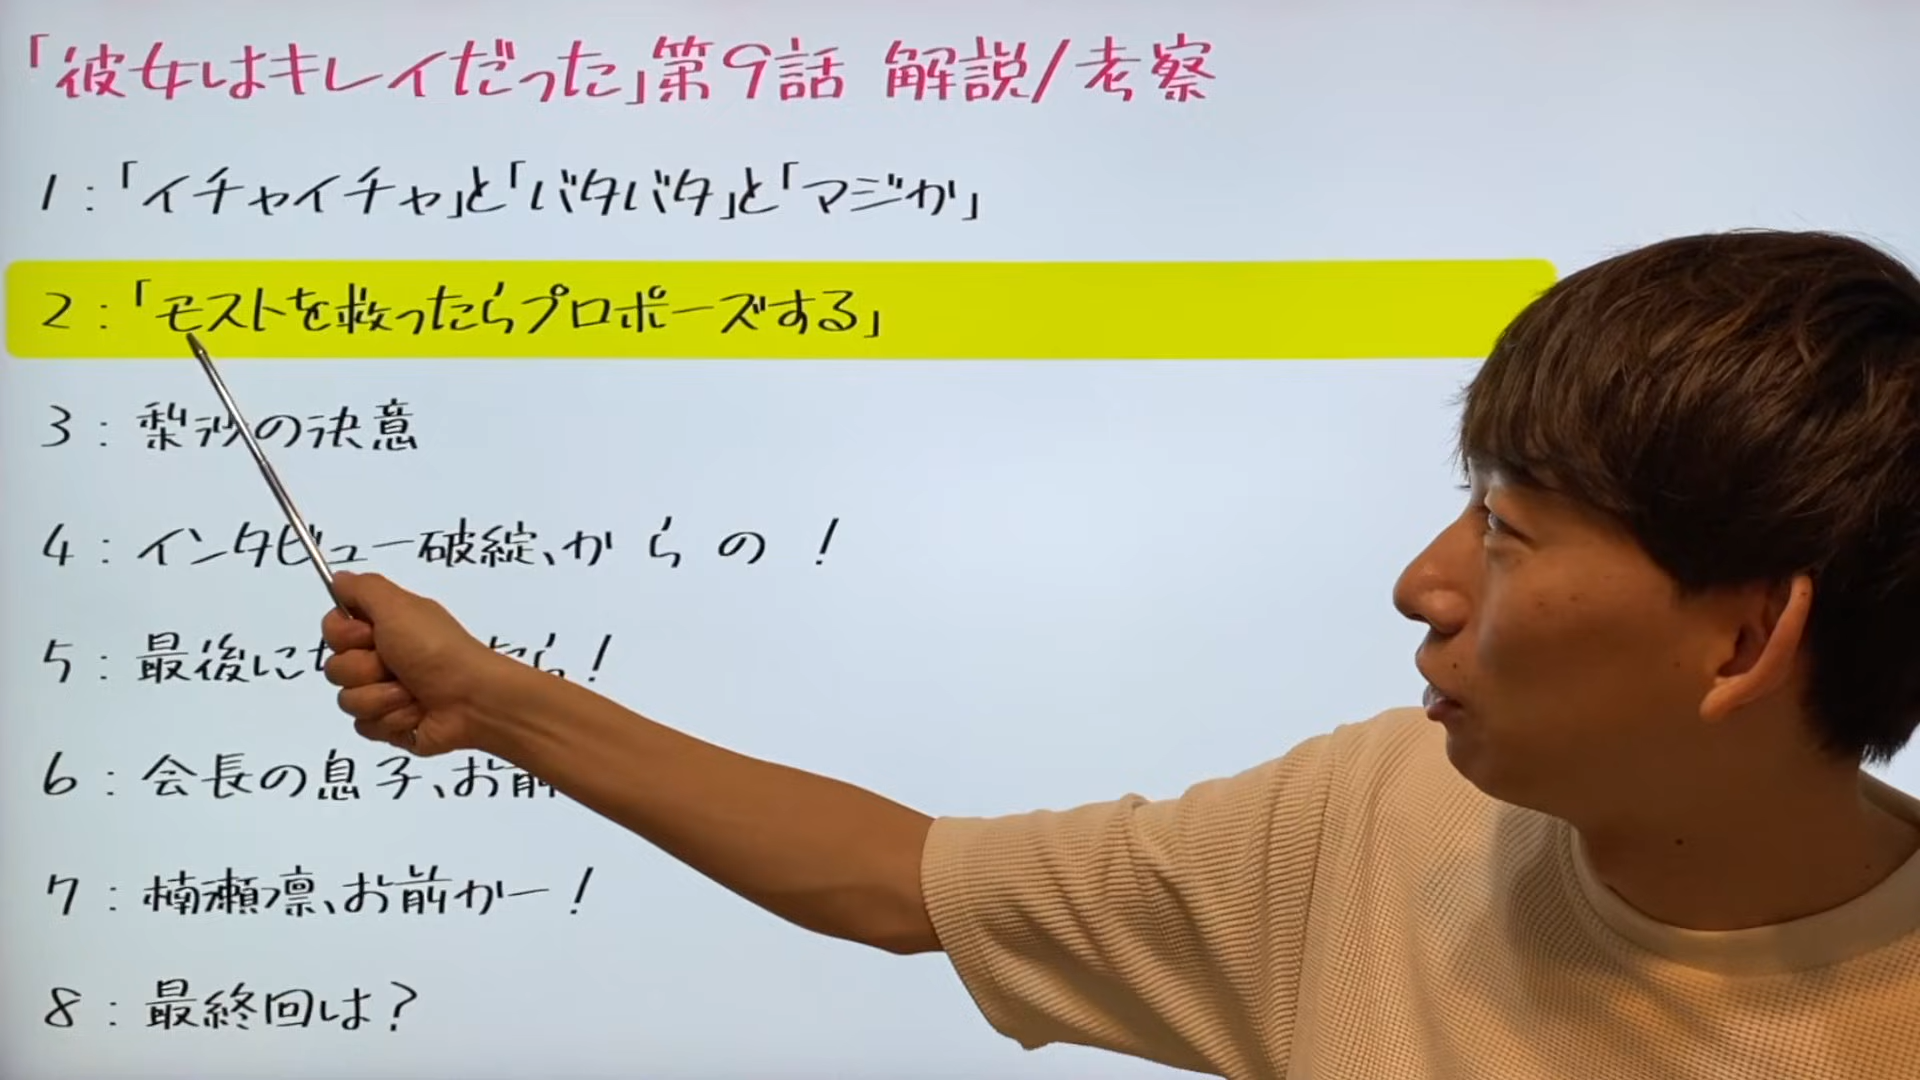 「彼女はキレイだった」第9話 解説/考察
1:「イチャイチャ」と「バタバタ」と「マジか」
2:「モストを救ったらプロポーズする」
3:梨沙の決意
4:インタビュー破綻、からの!
5:最後に たら!
6:会長の息子、お前
7:楠瀬凛、お前かー!
8:最終回は?